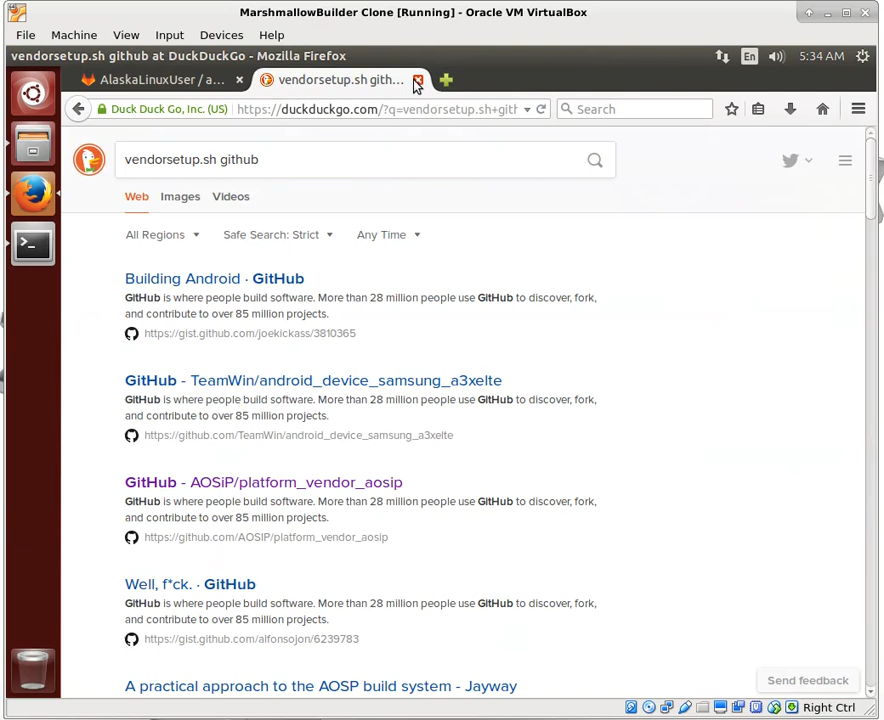 MarshmallowBuilder Clone [Running] - Oracle VM VirtualBox
File Machine View Input Devices Help
vendorsetup.sh github at DuckDuckGo - Mozilla Firefox En 5:34 AM
AlaskaLinuxUser / a... vendorsetup.sh gith...
Duck Duck Go, Inc. (US) https://duckduckgo.com/?q=vendorsetup.sh+gith Search
vendorsetup.sh github
Web Images Videos
All Regions Safe Search: Strict Any Time
Building Android · GitHub
GitHub is where people build software. More than 28 million people use GitHub to discover, fork,
and contribute to over 85 million projects.
https://gist.github.com/joekickass/3810365
GitHub - TeamWin/android_device_samsung_a3xelte
GitHub is where people build software. More than 28 million people use GitHub to discover, fork,
and contribute to over 85 million projects.
https://github.com/TeamWin/android_device_samsung_a3xelte
GitHub - AOSiP/platform_vendor_aosip
GitHub is where people build software. More than 28 million people use GitHub to discover, fork,
and contribute to over 85 million projects.
https://github.com/AOSIP/platform_vendor_aosip
Well, f*ck. · GitHub
GitHub is where people build software. More than 28 million people use GitHub to discover, fork,
and contribute to over 85 million projects.
https://gist.github.com/alfonsojon/6239783
A practical approach to the AOSP build system - Jayway
Send feedback
Right Ctrl